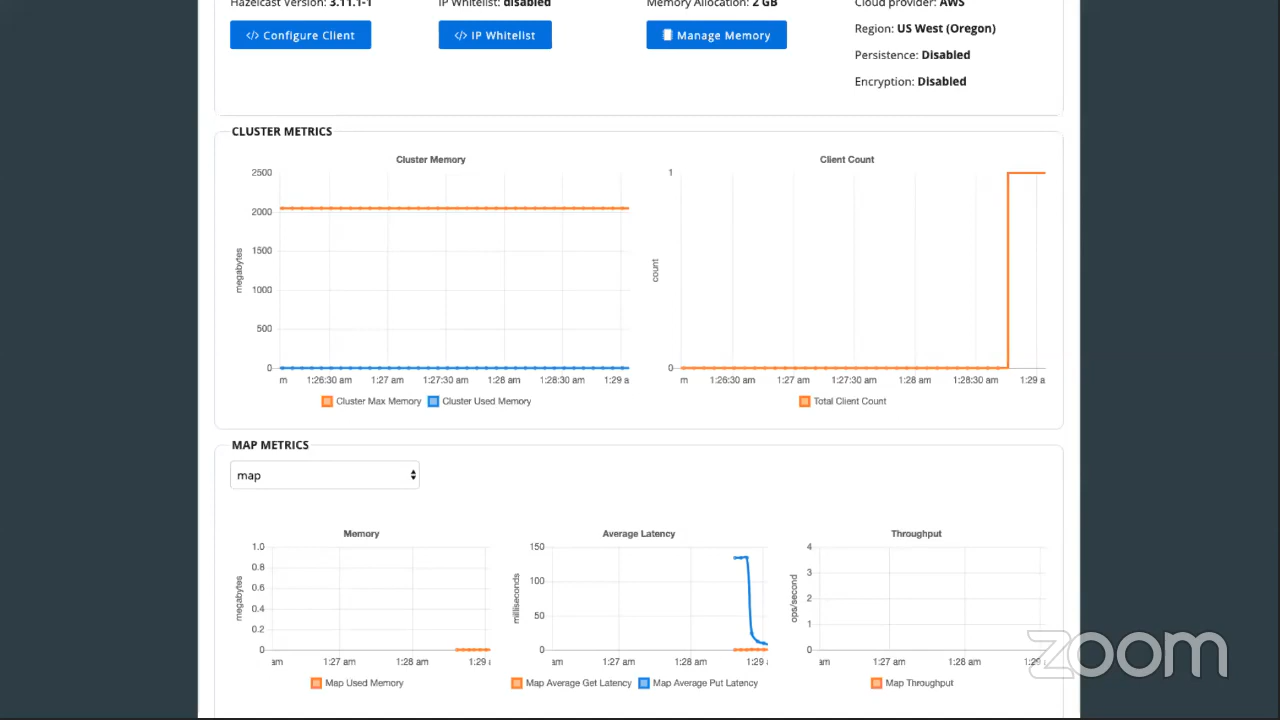 Hazelcast Version: 3.11.1-1
IP Whitelist: disabled
Memory Allocation: 2 GB
Cloud provider: AWS
</> Configure Client
</> IP Whitelist
Manage Memory
Region: US West (Oregon)
Persistence: Disabled
Encryption: Disabled
CLUSTER METRICS
Cluster Memory
2500
2000
1500
1000
500
0
megabytes
m 1:26:30 am 1:27 am 1:27:30 am 1:28 am 1:28:30 am 1:29 a
Cluster Max Memory Cluster Used Memory
Client Count
1
0
count
m 1:26:30 am 1:27 am 1:27:30 am 1:28 am 1:28:30 am 1:29 a
Total Client Count
MAP METRICS
map
Memory
1.0
0.8
0.6
0.4
0.2
0
megabytes
am 1:27 am 1:28 am 1:29 a
Map Used Memory
Average Latency
150
100
50
0
milliseconds
am 1:27 am 1:28 am 1:29
Map Average Get Latency Map Average Put Latency
Throughput
4
3
2
1
0
ops/second
am 1:27 am 1:28 am 1:29
Map Throughput
zoom